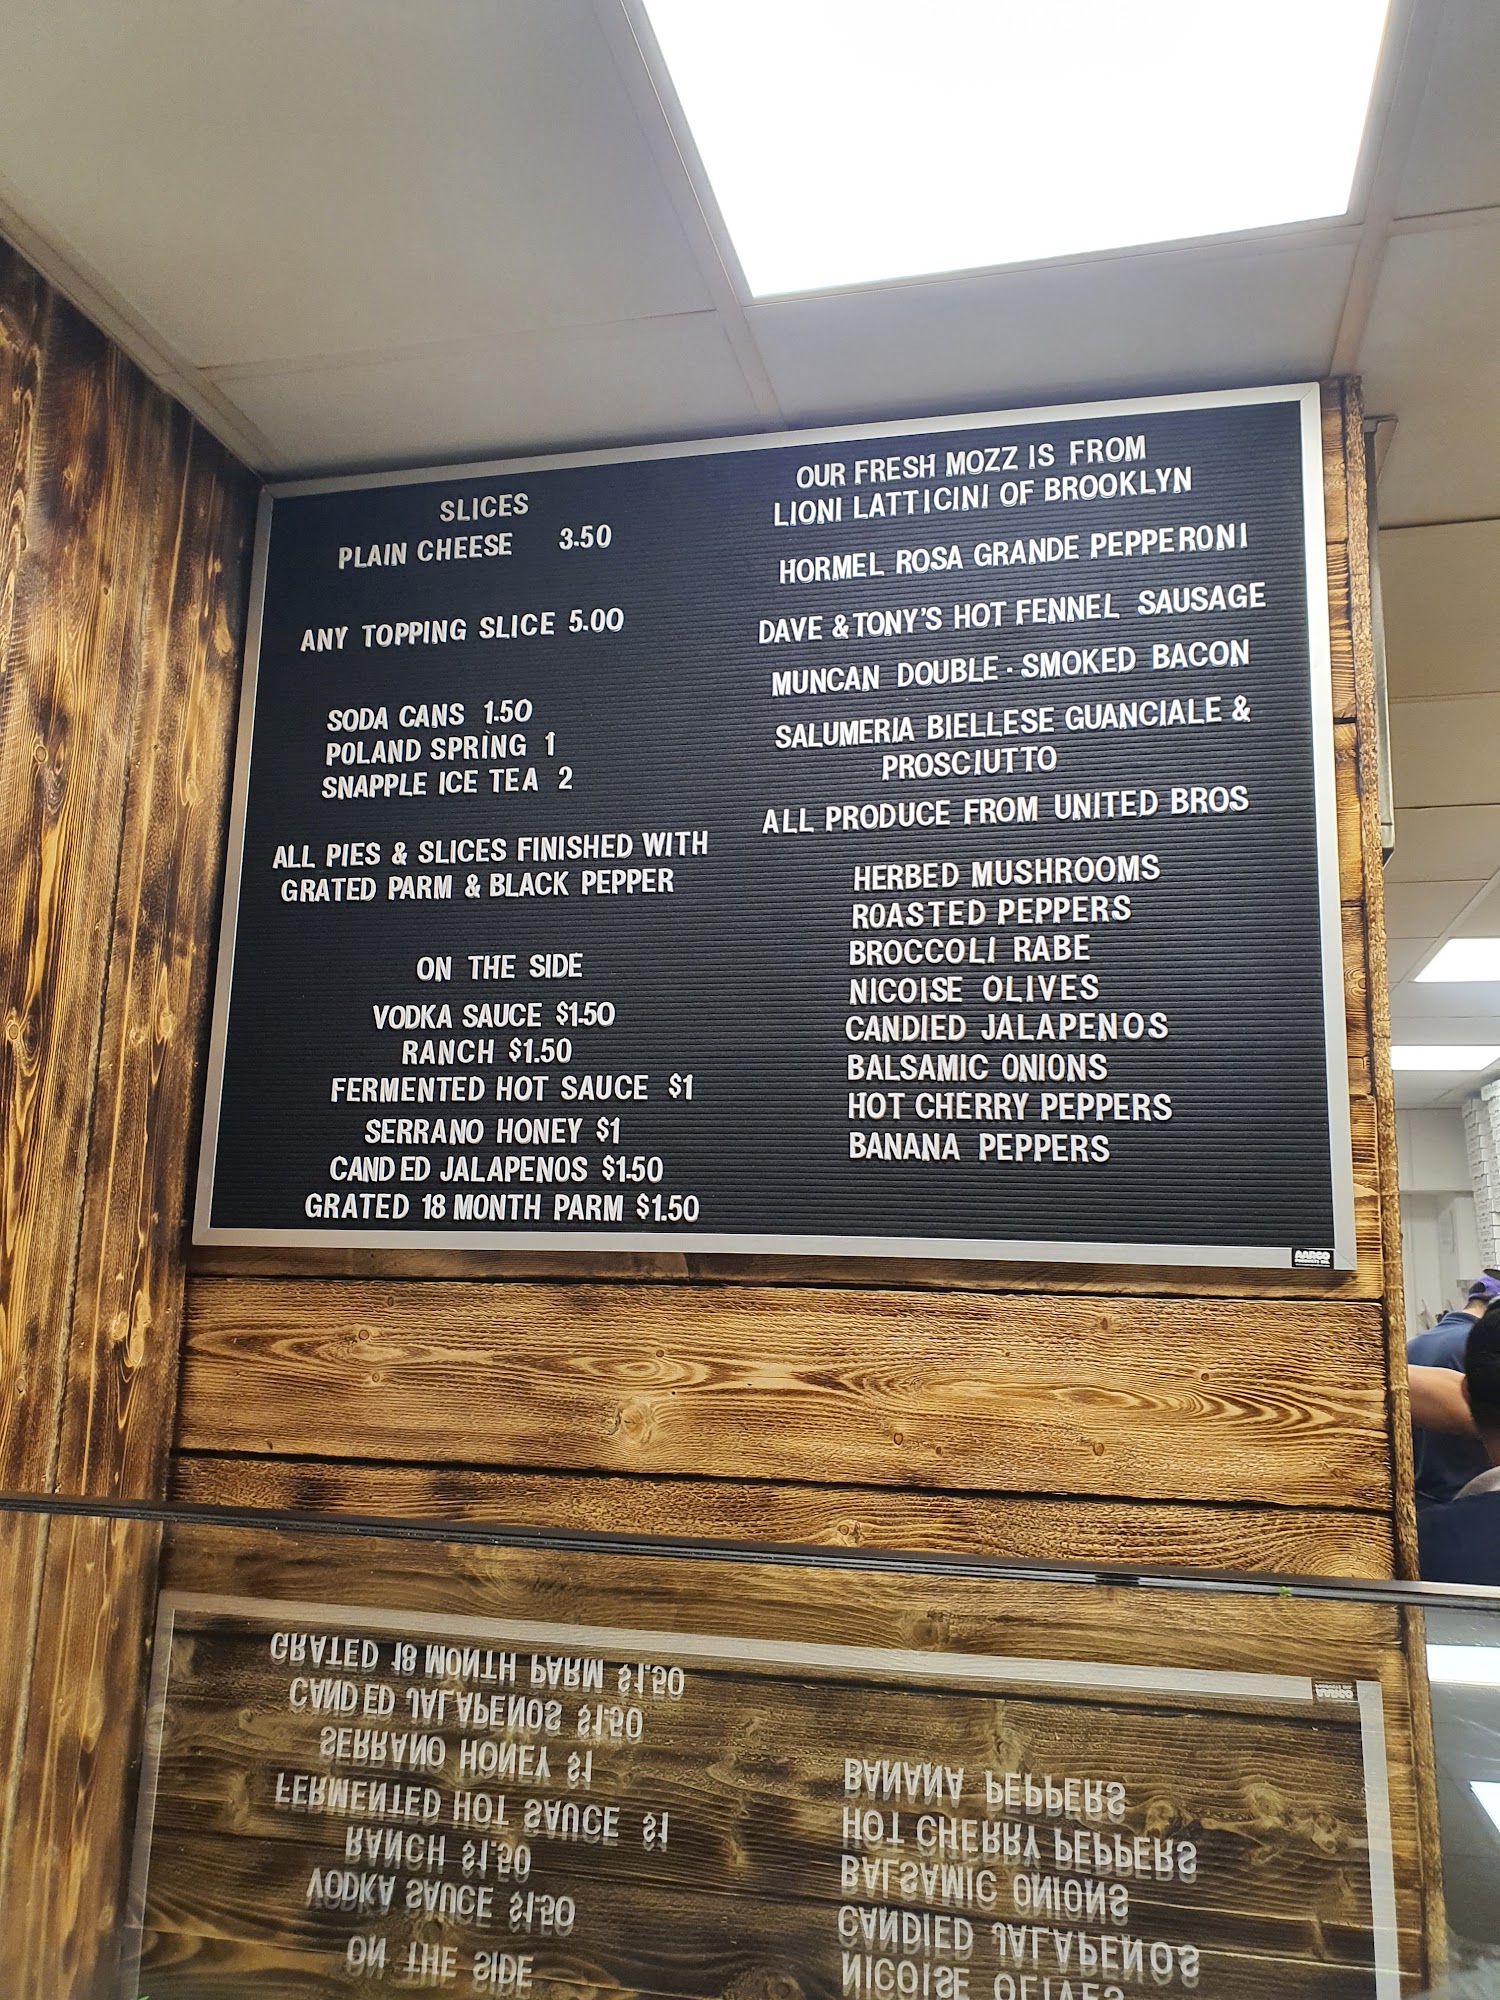 SLICES
PLAIN CHEESE 3.50
ANY TOPPING SLICE 5.00
SODA CANS 1.50
POLAND SPRING 1
SNAPPLE ICE TEA 2
ALL PIES & SLICES FINISHED WITH
GRATED PARM & BLACK PEPPER
ON THE SIDE
VODKA SAUCE $1.50
RANCH $1.50
FERMENTED HOT SAUCE $1
SERRANO HONEY $1
CAND ED JALAPENOS $1.50
GRATED 18 MONTH PARM $1.50
OUR FRESH MOZZ IS FROM
LIONI LATTICINI OF BROOKLYN
HORMEL ROSA GRANDE PEPPERONI
DAVE & TONY'S HOT FENNEL SAUSAGE
MUNCAN DOUBLE - SMOKED BACON
SALUMERIA BIELLESE GUANCIALE &
PROSCIUTTO
ALL PRODUCE FROM UNITED BROS
HERBED MUSHROOMS
ROASTED PEPPERS
BROCCOLI RABE
NICOISE OLIVES
CANDIED JALAPENOS
BALSAMIC ONIONS
HOT CHERRY PEPPERS
BANANA PEPPERS
AARCO